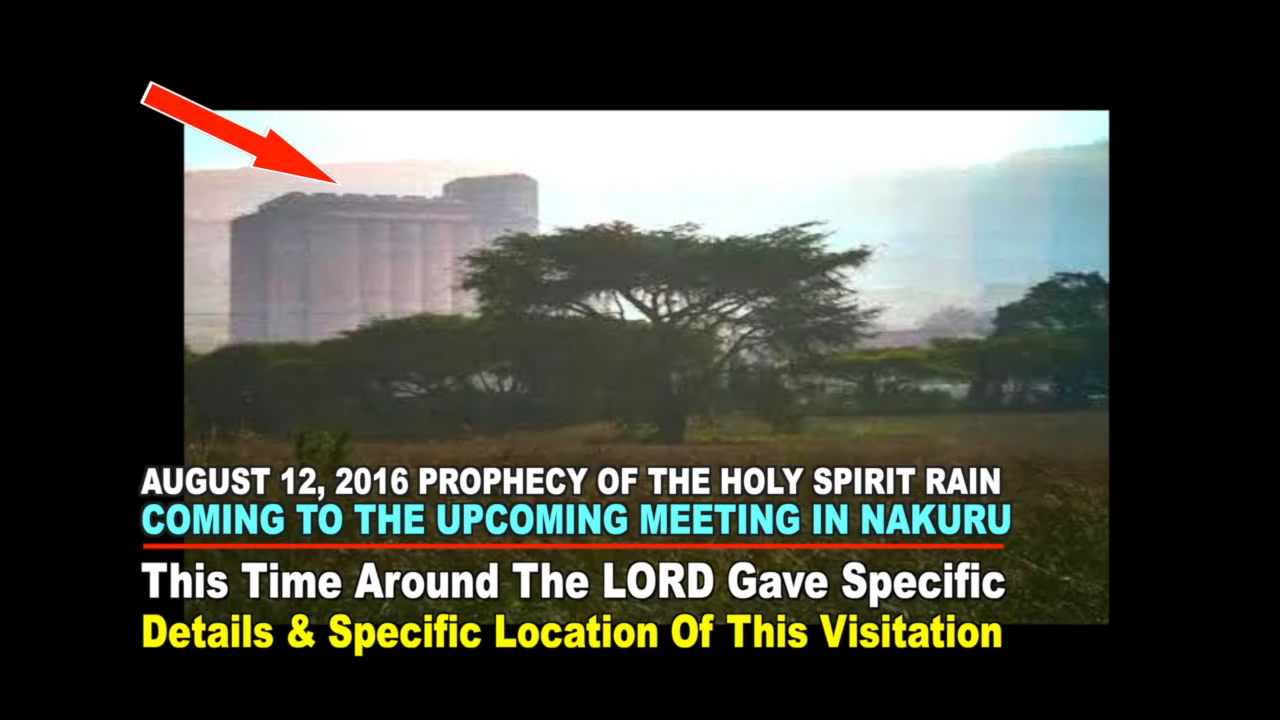 AUGUST 12, 2016 PROPHECY OF THE HOLY SPIRIT RAIN
COMING TO THE UPCOMING MEETING IN NAKURU
This Time Around The LORD Gave Specific
Details & Specific Location Of This Visitation